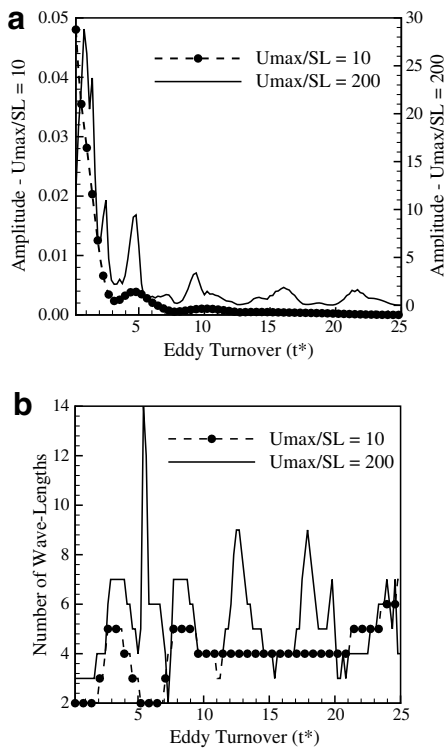 a
Amplitude - Umax/SL = 10
0.05
0.04
0.03
0.02
0.01
0.00
Umax/SL = 10
Umax/SL = 200
30
25
20
15
10
5
0
Amplitude - Umax/SL = 200
5 10 15 20 25
Eddy Turnover (t*)
b
Number of Wave-Lengths
14
12
10
8
6
4
2
Umax/SL = 10
Umax/SL = 200
5 10 15 20 25
Eddy Turnover (t*)